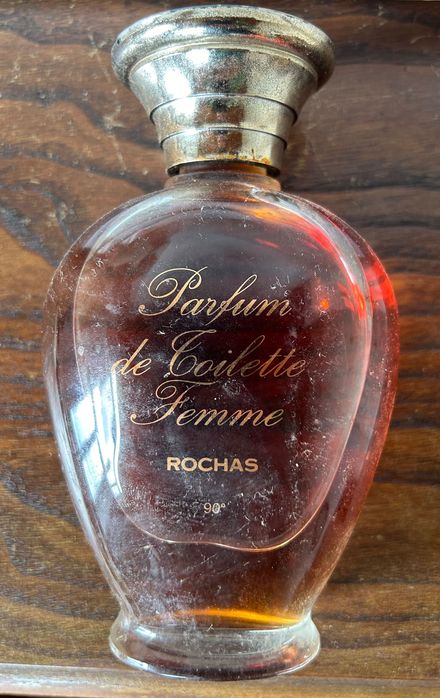 Parfum
de Toilette
Femme
ROCHAS
90°